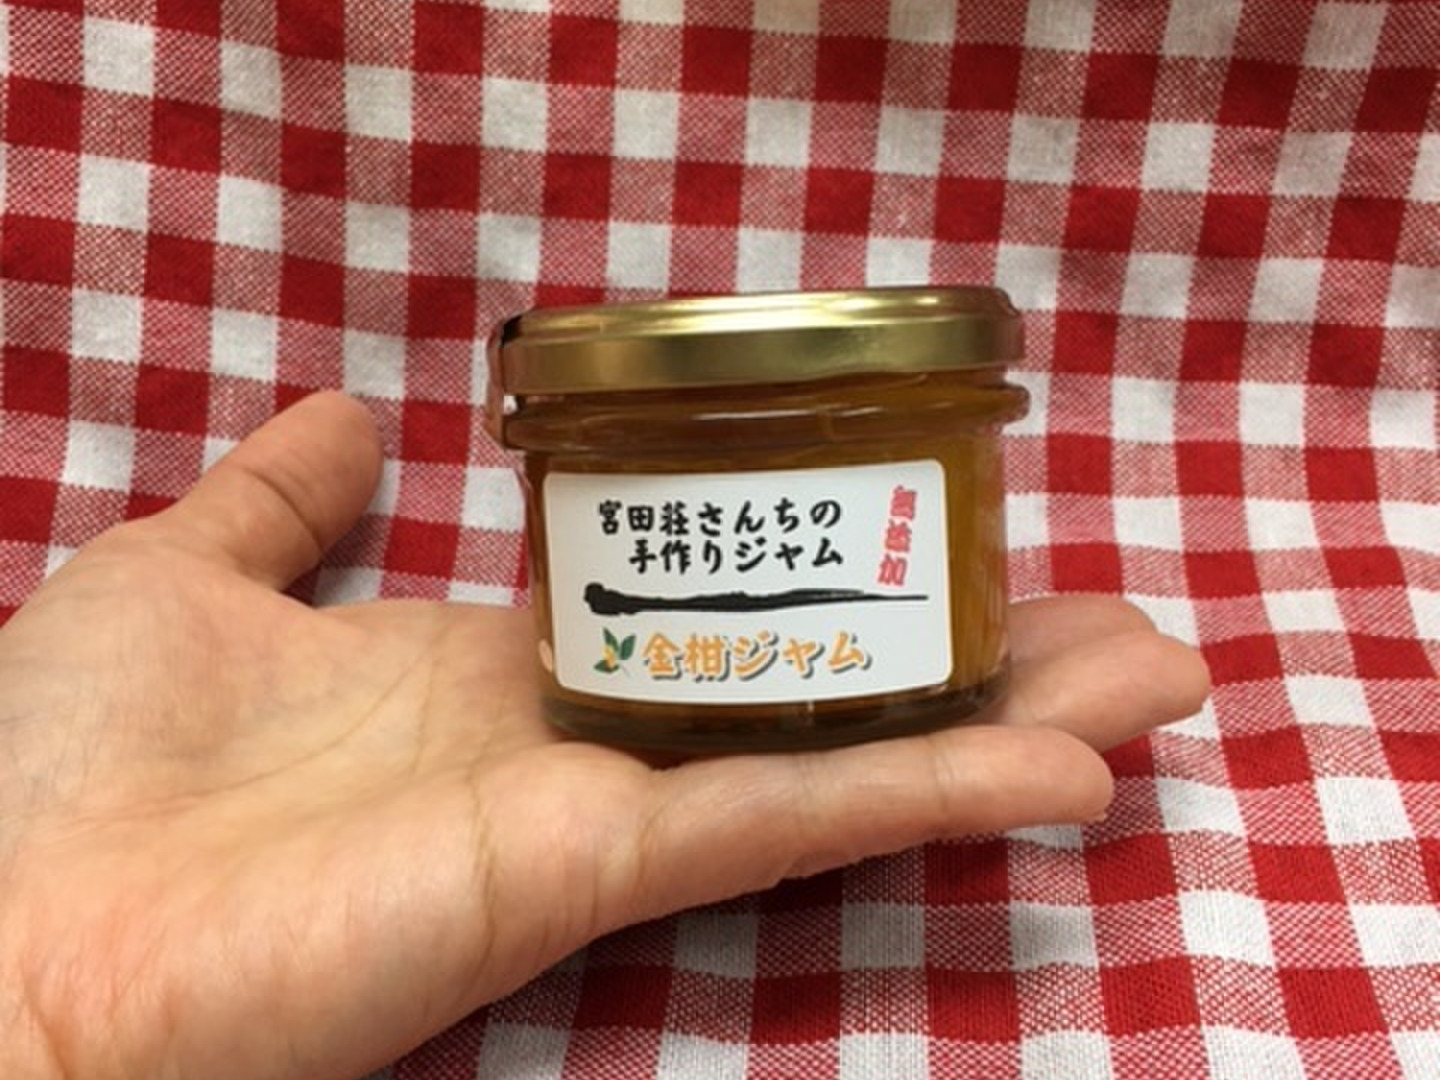 宮田荘さんちの
手作りジャム
無添加
金柑ジャム